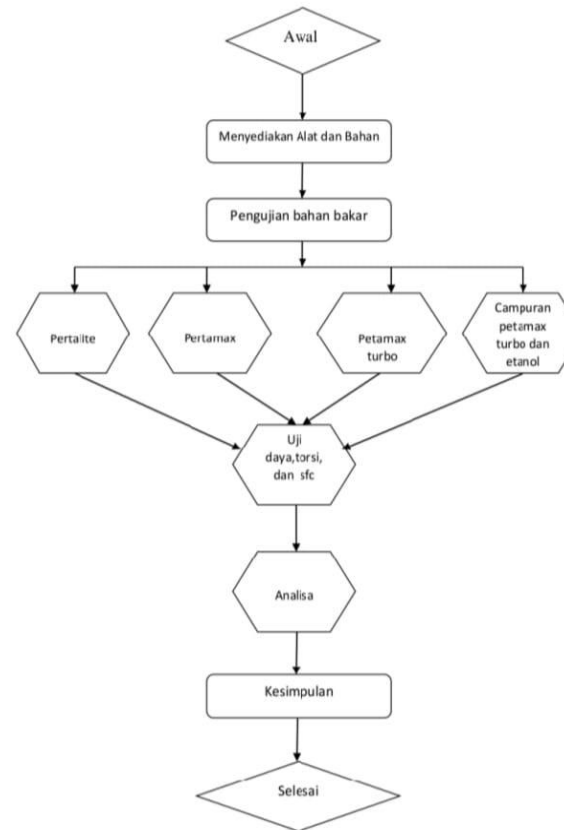 Awal
Menyediakan Alat dan Bahan
Pengujian bahan bakar
Pertalite
Pertamax
Petamax
turbo
Campuran
petamax
turbo dan
etanol
Uji
daya,torsi,
dan sfc
Analisa
Kesimpulan
Selesai